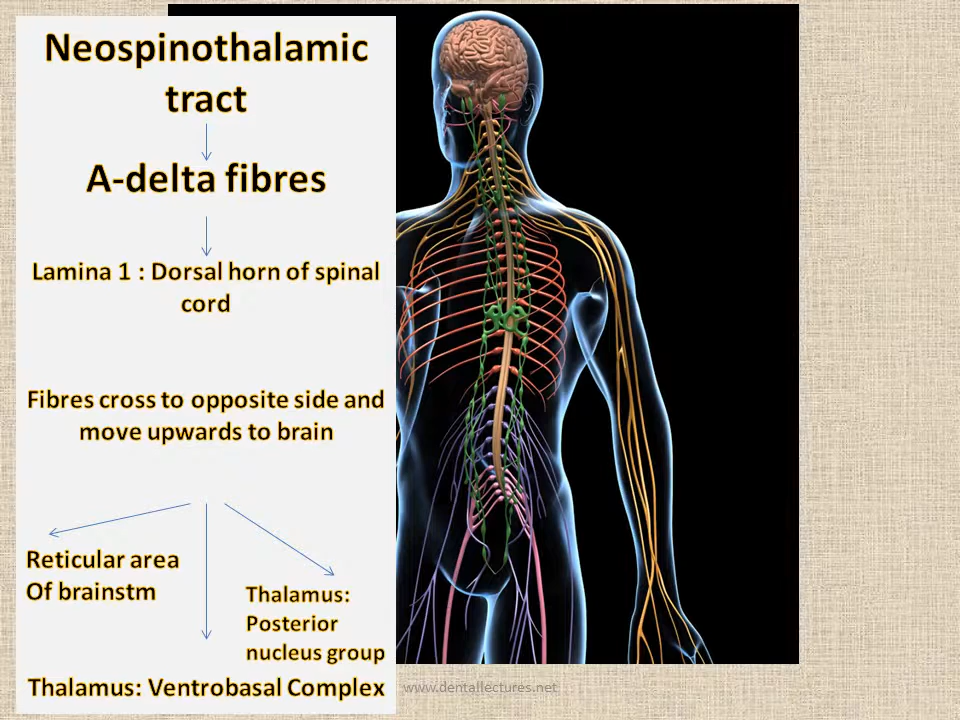 Neospinothalamic
tract
A-delta fibres
Lamina 1 : Dorsal horn of spinal
cord
Fibres cross to opposite side and
move upwards to brain
Reticular area
Of brainstm
Thalamus:
Posterior
nucleus group
Thalamus: Ventrobasal Complex
www.dentallectures.net